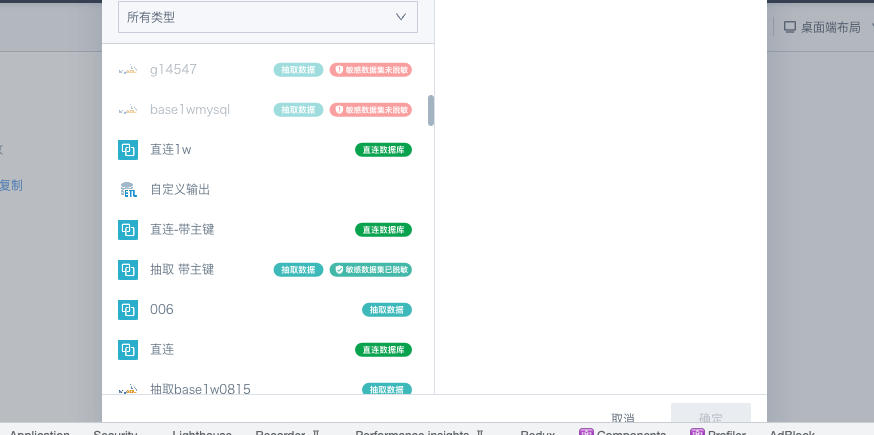 所有类型
桌面端布局
g14547 抽取数据 敏感数据集未脱敏
base1wmysql 抽取数据 敏感数据集未脱敏
直连1w 直连数据库
复制
自定义输出
ETL
直连-带主键 直连数据库
抽取 带主键 抽取数据 敏感数据集已脱敏
006 抽取数据
直连 直连数据库
抽取base1w0815 抽取数据
取消 确定
Application Security Lighthouse Recorder Performance insights Redux Components Profiler AdBlock